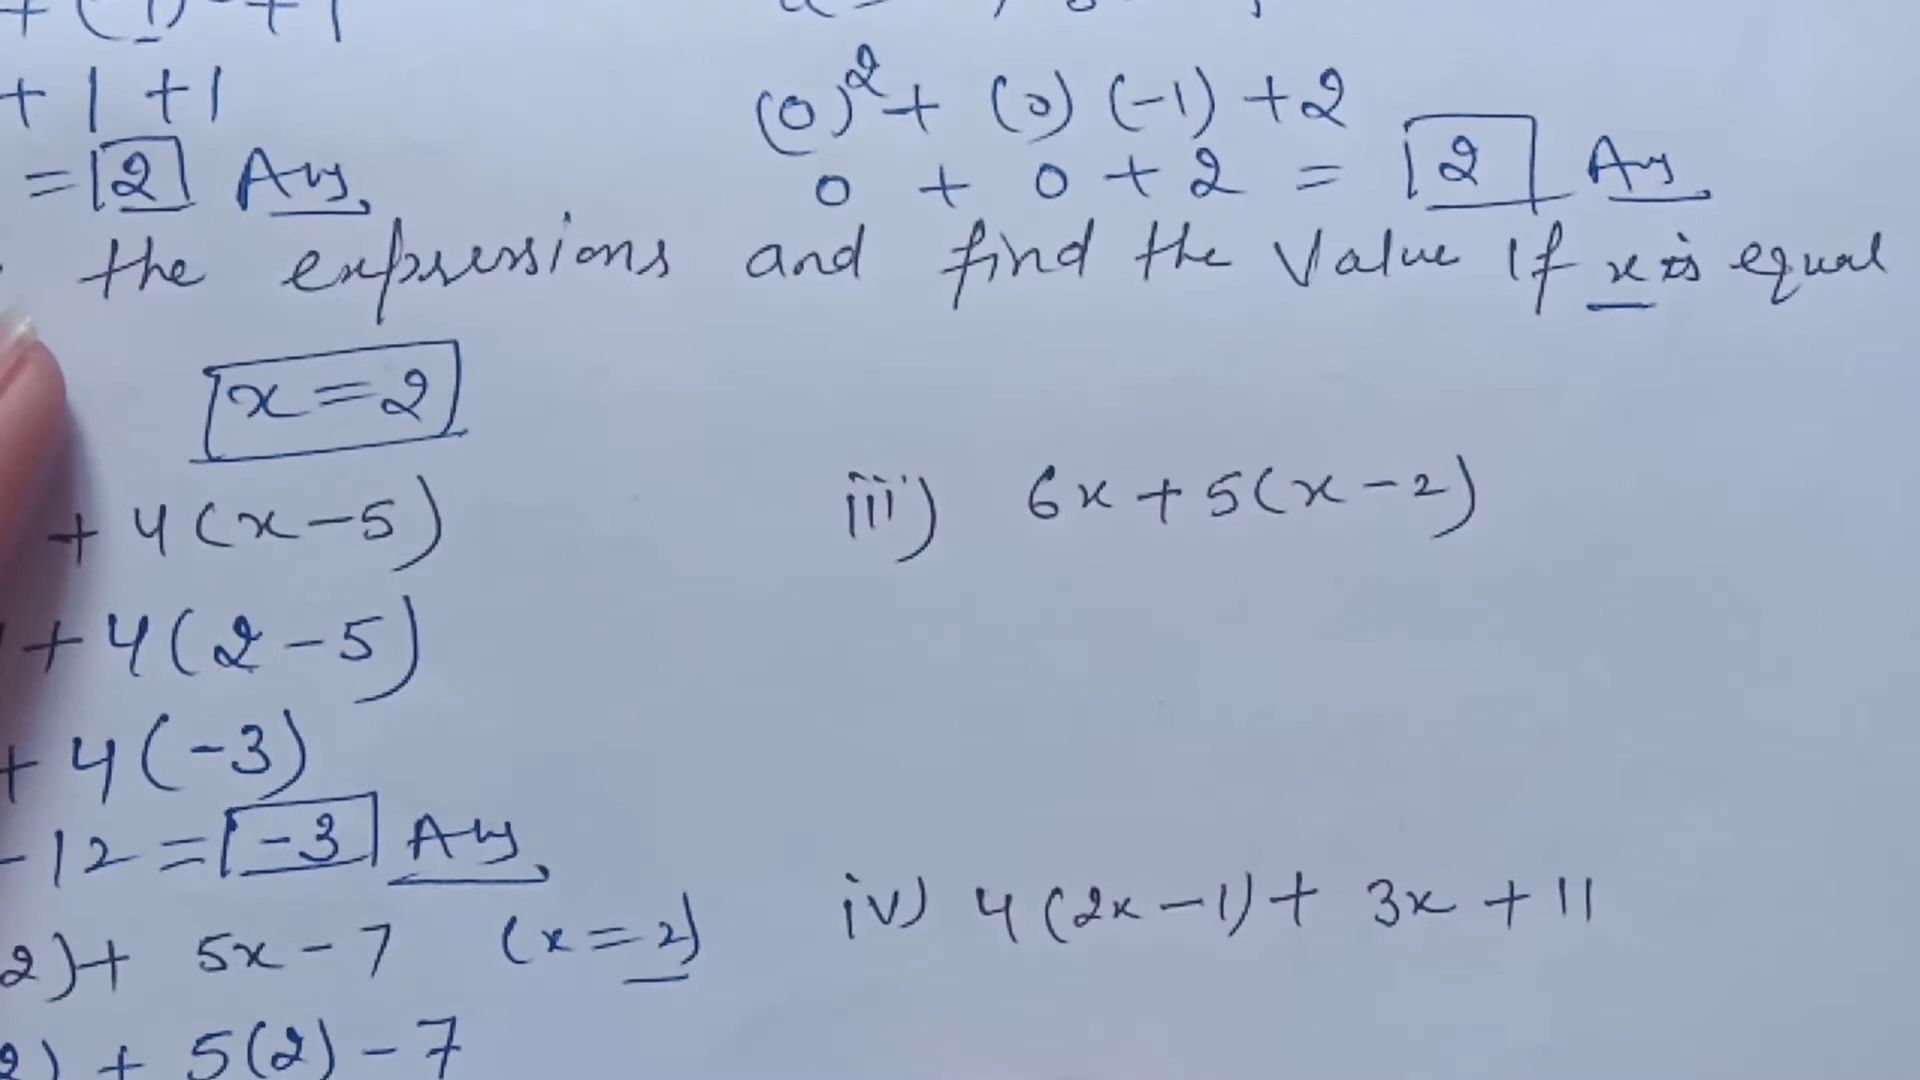 + 1 + 1
= 2 Ans.
(0)² + (0) (-1) + 2
0 + 0 + 2 = 2 Ans.
the expressions and find the Value If x is equal
x = 2
+ 4(x-5)
+ 4(2-5)
+ 4(-3)
-12 = -3 Ans.
2) + 5x - 7 (x = 2)
2) + 5(2) - 7
iii) 6x + 5(x-2)
iv) 4(2x-1) + 3x + 11